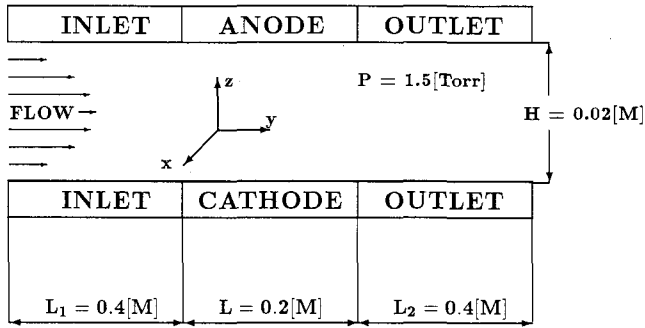 INLET ANODE OUTLET
P = 1.5[Torr]
z
FLOW
y
H = 0.02[M]
x
INLET CATHODE OUTLET
L₁ = 0.4[M] L = 0.2[M] L₂ = 0.4[M]